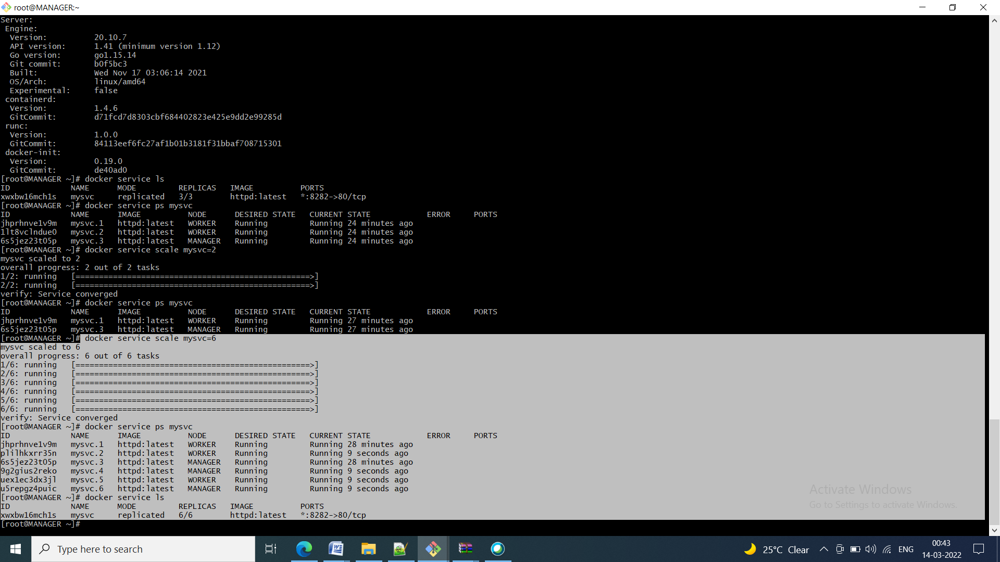 root@MANAGER:~
Server:
 Engine:
  Version:          20.10.7
  API version:      1.41 (minimum version 1.12)
  Go version:       go1.15.14
  Git commit:       b0f5bc3
  Built:            Wed Nov 17 03:06:14 2021
  OS/Arch:          linux/amd64
  Experimental:     false
 containerd:
  Version:          1.4.6
  GitCommit:        d71fcd7d8303cbf684402823e425e9dd2e99285d
 runc:
  Version:          1.0.0
  GitCommit:        84113eef6fc27af1b01b3181f31bbaf708715301
 docker-init:
  Version:          0.19.0
  GitCommit:        de40ad0
[root@MANAGER ~]# docker service ls
ID             NAME      MODE         REPLICAS   IMAGE          PORTS
xwxbw16mch1s   mysvc     replicated   3/3        httpd:latest   *:8282->80/tcp
[root@MANAGER ~]# docker service ps mysvc
ID             NAME      IMAGE          NODE      DESIRED STATE   CURRENT STATE            ERROR     PORTS
jhprhnve1v9m   mysvc.1   httpd:latest   WORKER    Running         Running 24 minutes ago
1lt8vclndue0   mysvc.2   httpd:latest   WORKER    Running         Running 24 minutes ago
6s5jez23t05p   mysvc.3   httpd:latest   MANAGER   Running         Running 24 minutes ago
[root@MANAGER ~]# docker service scale mysvc=2
mysvc scaled to 2
overall progress: 2 out of 2 tasks
1/2: running   [==================================================>]
2/2: running   [==================================================>]
verify: Service converged
[root@MANAGER ~]# docker service ps mysvc
ID             NAME      IMAGE          NODE      DESIRED STATE   CURRENT STATE            ERROR     PORTS
jhprhnve1v9m   mysvc.1   httpd:latest   WORKER    Running         Running 27 minutes ago
6s5jez23t05p   mysvc.3   httpd:latest   MANAGER   Running         Running 27 minutes ago
[root@MANAGER ~]# docker service scale mysvc=6
mysvc scaled to 6
overall progress: 6 out of 6 tasks
1/6: running   [==================================================>]
2/6: running   [==================================================>]
3/6: running   [==================================================>]
4/6: running   [==================================================>]
5/6: running   [==================================================>]
6/6: running   [==================================================>]
verify: Service converged
[root@MANAGER ~]# docker service ps mysvc
ID             NAME      IMAGE          NODE      DESIRED STATE   CURRENT STATE            ERROR     PORTS
jhprhnve1v9m   mysvc.1   httpd:latest   WORKER    Running         Running 28 minutes ago
plilhkxrr35n   mysvc.2   httpd:latest   WORKER    Running         Running 9 seconds ago
6s5jez23t05p   mysvc.3   httpd:latest   MANAGER   Running         Running 28 minutes ago
9g2gius2reko   mysvc.4   httpd:latest   MANAGER   Running         Running 9 seconds ago
uex1ec3dx3jl   mysvc.5   httpd:latest   WORKER    Running         Running 9 seconds ago
u5repgz4puic   mysvc.6   httpd:latest   MANAGER   Running         Running 9 seconds ago
[root@MANAGER ~]# docker service ls
ID             NAME      MODE         REPLICAS   IMAGE          PORTS
xwxbw16mch1s   mysvc     replicated   6/6        httpd:latest   *:8282->80/tcp
[root@MANAGER ~]#
Activate Windows
Go to Settings to activate Windows.
Type here to search
25°C Clear
ENG
00:43
14-03-2022